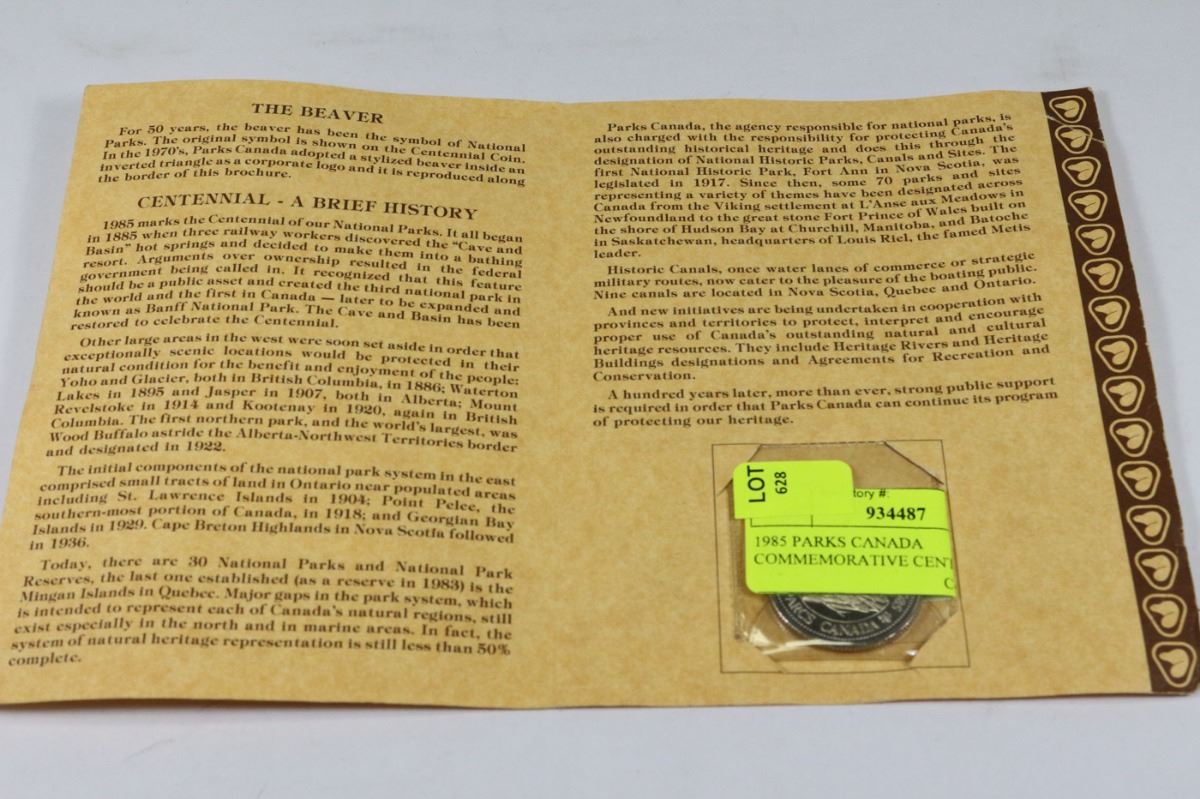 THE BEAVER
For 50 years, the beaver has been the symbol of National
Parks. The original symbol is shown on the Centennial Coin.
In the 1970's, Parks Canada adopted a stylized beaver inside an
inverted triangle as a corporate logo and it is reproduced along
the border of this brochure.
CENTENNIAL - A BRIEF HISTORY
1985 marks the Centennial of our National Parks. It all began
in 1885 when three railway workers discovered the "Cave and
Basin" hot springs and decided to make them into a bathing
resort. Arguments over ownership resulted in the federal
government being called in. It recognized that this feature
should be a public asset and created the third national park in
the world and the first in Canada — later to be expanded and
known as Banff National Park. The Cave and Basin has been
restored to celebrate the Centennial.
Other large areas in the west were soon set aside in order that
exceptionally scenic locations would be protected in their
natural condition for the benefit and enjoyment of the people:
Yoho and Glacier, both in British Columbia, in 1886; Waterton
Lakes in 1895 and Jasper in 1907, both in Alberta; Mount
Revelstoke in 1914 and Kootenay in 1920, again in British
Columbia. The first northern park, and the world's largest, was
Wood Buffalo astride the Alberta-Northwest Territories border
and designated in 1922.
The initial components of the national park system in the east
comprised small tracts of land in Ontario near populated areas
including St. Lawrence Islands in 1904; Point Pelee, the
southern-most portion of Canada, in 1918; and Georgian Bay
Islands in 1929. Cape Breton Highlands in Nova Scotia followed
in 1936.
Today, there are 30 National Parks and National Park
Reserves, the last one established (as a reserve in 1983) is the
Mingan Islands in Quebec. Major gaps in the park system, which
is intended to represent each of Canada's natural regions, still
exist especially in the north and in marine areas. In fact, the
system of natural heritage representation is still less than 50%
complete.
Parks Canada, the agency responsible for national parks, is
also charged with the responsibility for protecting Canada's
outstanding historical heritage and does this through the
designation of National Historic Parks, Canals and Sites. The
first National Historic Park, Fort Ann in Nova Scotia, was
legislated in 1917. Since then, some 70 parks and sites
representing a variety of themes have been designated across
Canada from the Viking settlement at L'Anse aux Meadows in
Newfoundland to the great stone Fort Prince of Wales built on
the shore of Hudson Bay at Churchill, Manitoba, and Batoche
in Saskatchewan, headquarters of Louis Riel, the famed Metis
leader.
Historic Canals, once water lanes of commerce or strategic
military routes, now cater to the pleasure of the boating public.
Nine canals are located in Nova Scotia, Quebec and Ontario.
And new initiatives are being undertaken in cooperation with
provinces and territories to protect, interpret and encourage
proper use of Canada's outstanding natural and cultural
heritage resources. They include Heritage Rivers and Heritage
Buildings designations and Agreements for Recreation and
Conservation.
A hundred years later, more than ever, strong public support
is required in order that Parks Canada can continue its program
of protecting our heritage.
LOT
628
tory #:
934487
1985 PARKS CANADA
COMMEMORATIVE CENT
C
PARCS CANADA